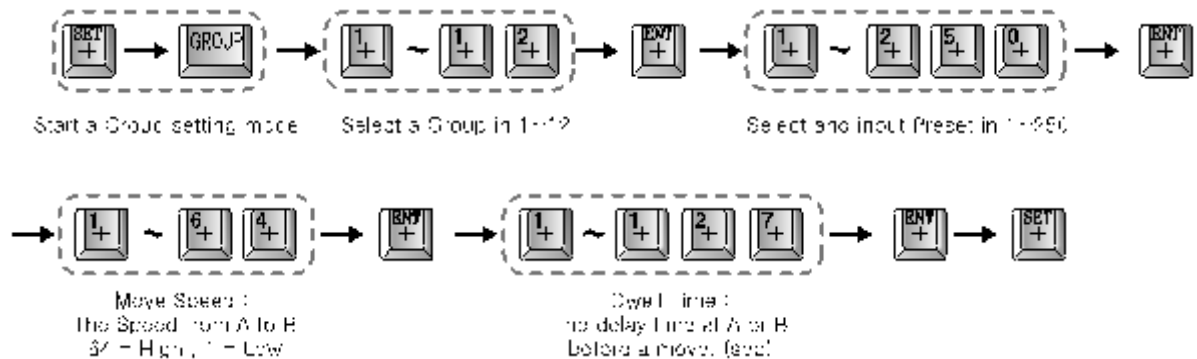 SET + → GROUP → 1 + ~ 1 + 2 + → ENT + → 1 + ~ 2 + 5 + 0 + → ENT +
Start a Group setting mode
Select a Group in 1~12
Select and input Preset in 1~250
→ 1 + ~ 6 + 4 + → ENT + → 1 + ~ 1 + 2 + 7 + → ENT + → SET +
Move Speed :
The Speed from A to B
64 = High , 1 = Low
Dwell Time :
The delay time at A or B
before a move. (sec)